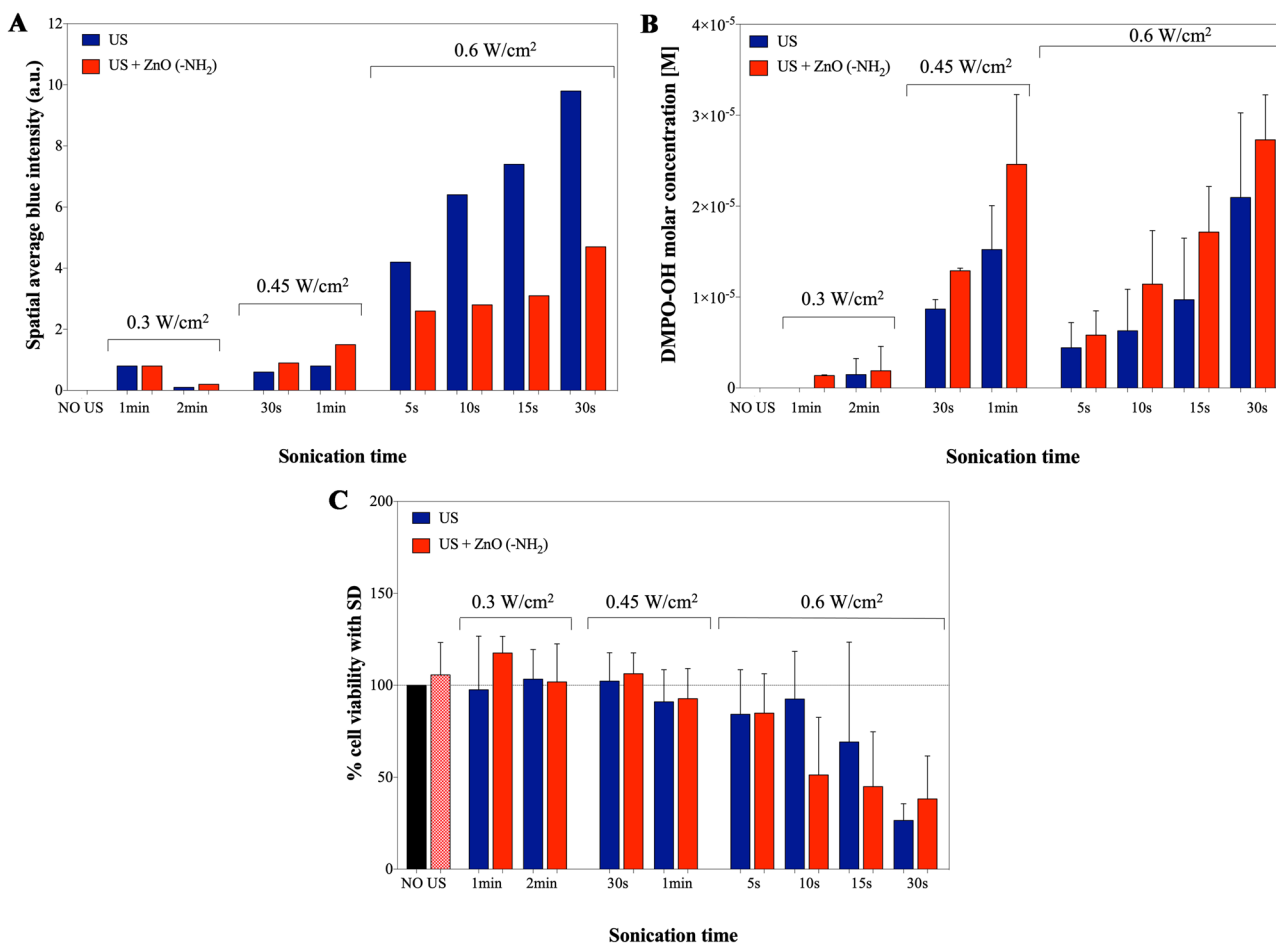 A
Spatial average blue intensity (a.u.)
12
10
8
6
4
2
0
US
US + ZnO (-NH₂)
0.3 W/cm²
0.45 W/cm²
0.6 W/cm²
NO US 1min 2min 30s 1min 5s 10s 15s 30s
Sonication time
B
DMPO-OH molar concentration [M]
4×10⁻⁵
3×10⁻⁵
2×10⁻⁵
1×10⁻⁵
0
US
US + ZnO (-NH₂)
0.3 W/cm²
0.45 W/cm²
0.6 W/cm²
NO US 1min 2min 30s 1min 5s 10s 15s 30s
Sonication time
C
% cell viability with SD
200
150
100
50
0
US
US + ZnO (-NH₂)
0.3 W/cm²
0.45 W/cm²
0.6 W/cm²
NO US 1min 2min 30s 1min 5s 10s 15s 30s
Sonication time